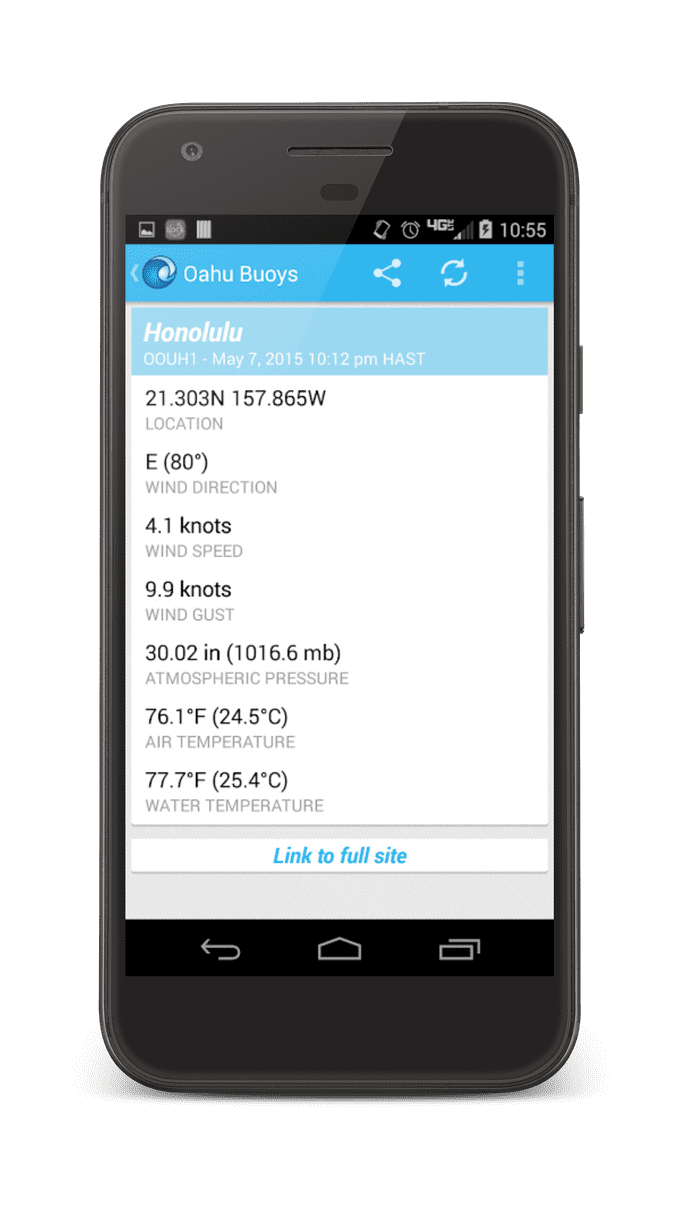 4G 10:55
Oahu Buoys
Honolulu
OOUH1 - May 7, 2015 10:12 pm HAST
21.303N 157.865W
LOCATION
E (80°)
WIND DIRECTION
4.1 knots
WIND SPEED
9.9 knots
WIND GUST
30.02 in (1016.6 mb)
ATMOSPHERIC PRESSURE
76.1°F (24.5°C)
AIR TEMPERATURE
77.7°F (25.4°C)
WATER TEMPERATURE
Link to full site